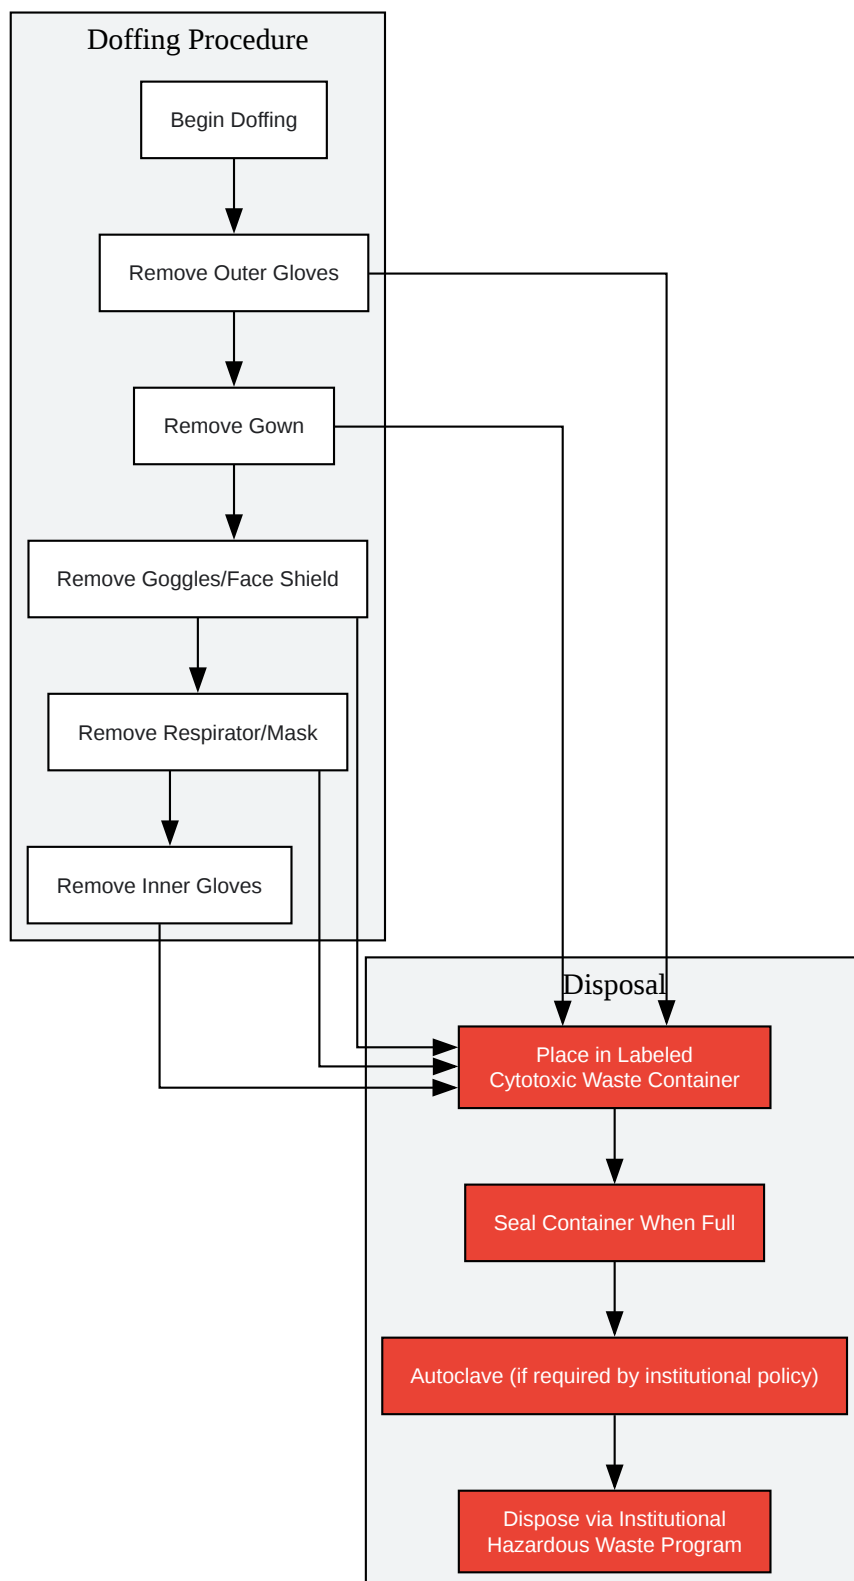 Doffing Procedure
Begin Doffing
Remove Outer Gloves
Remove Gown
Remove Goggles/Face Shield
Remove Respirator/Mask
Remove Inner Gloves
Disposal
Place in Labeled
Cytotoxic Waste Container
Seal Container When Full
Autoclave (if required by institutional policy)
Dispose via Institutional
Hazardous Waste Program